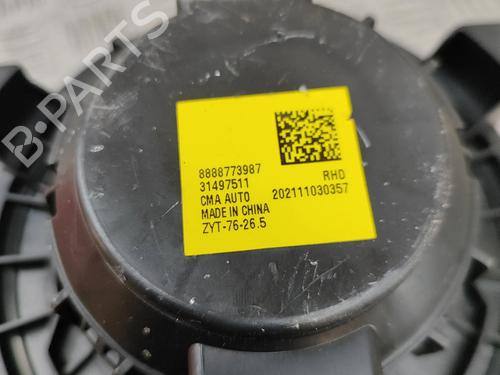 B-PARTS
8888773987
31497511 RHD
CMA AUTO 202111030357
MADE IN CHINA
ZYT-76-26.5